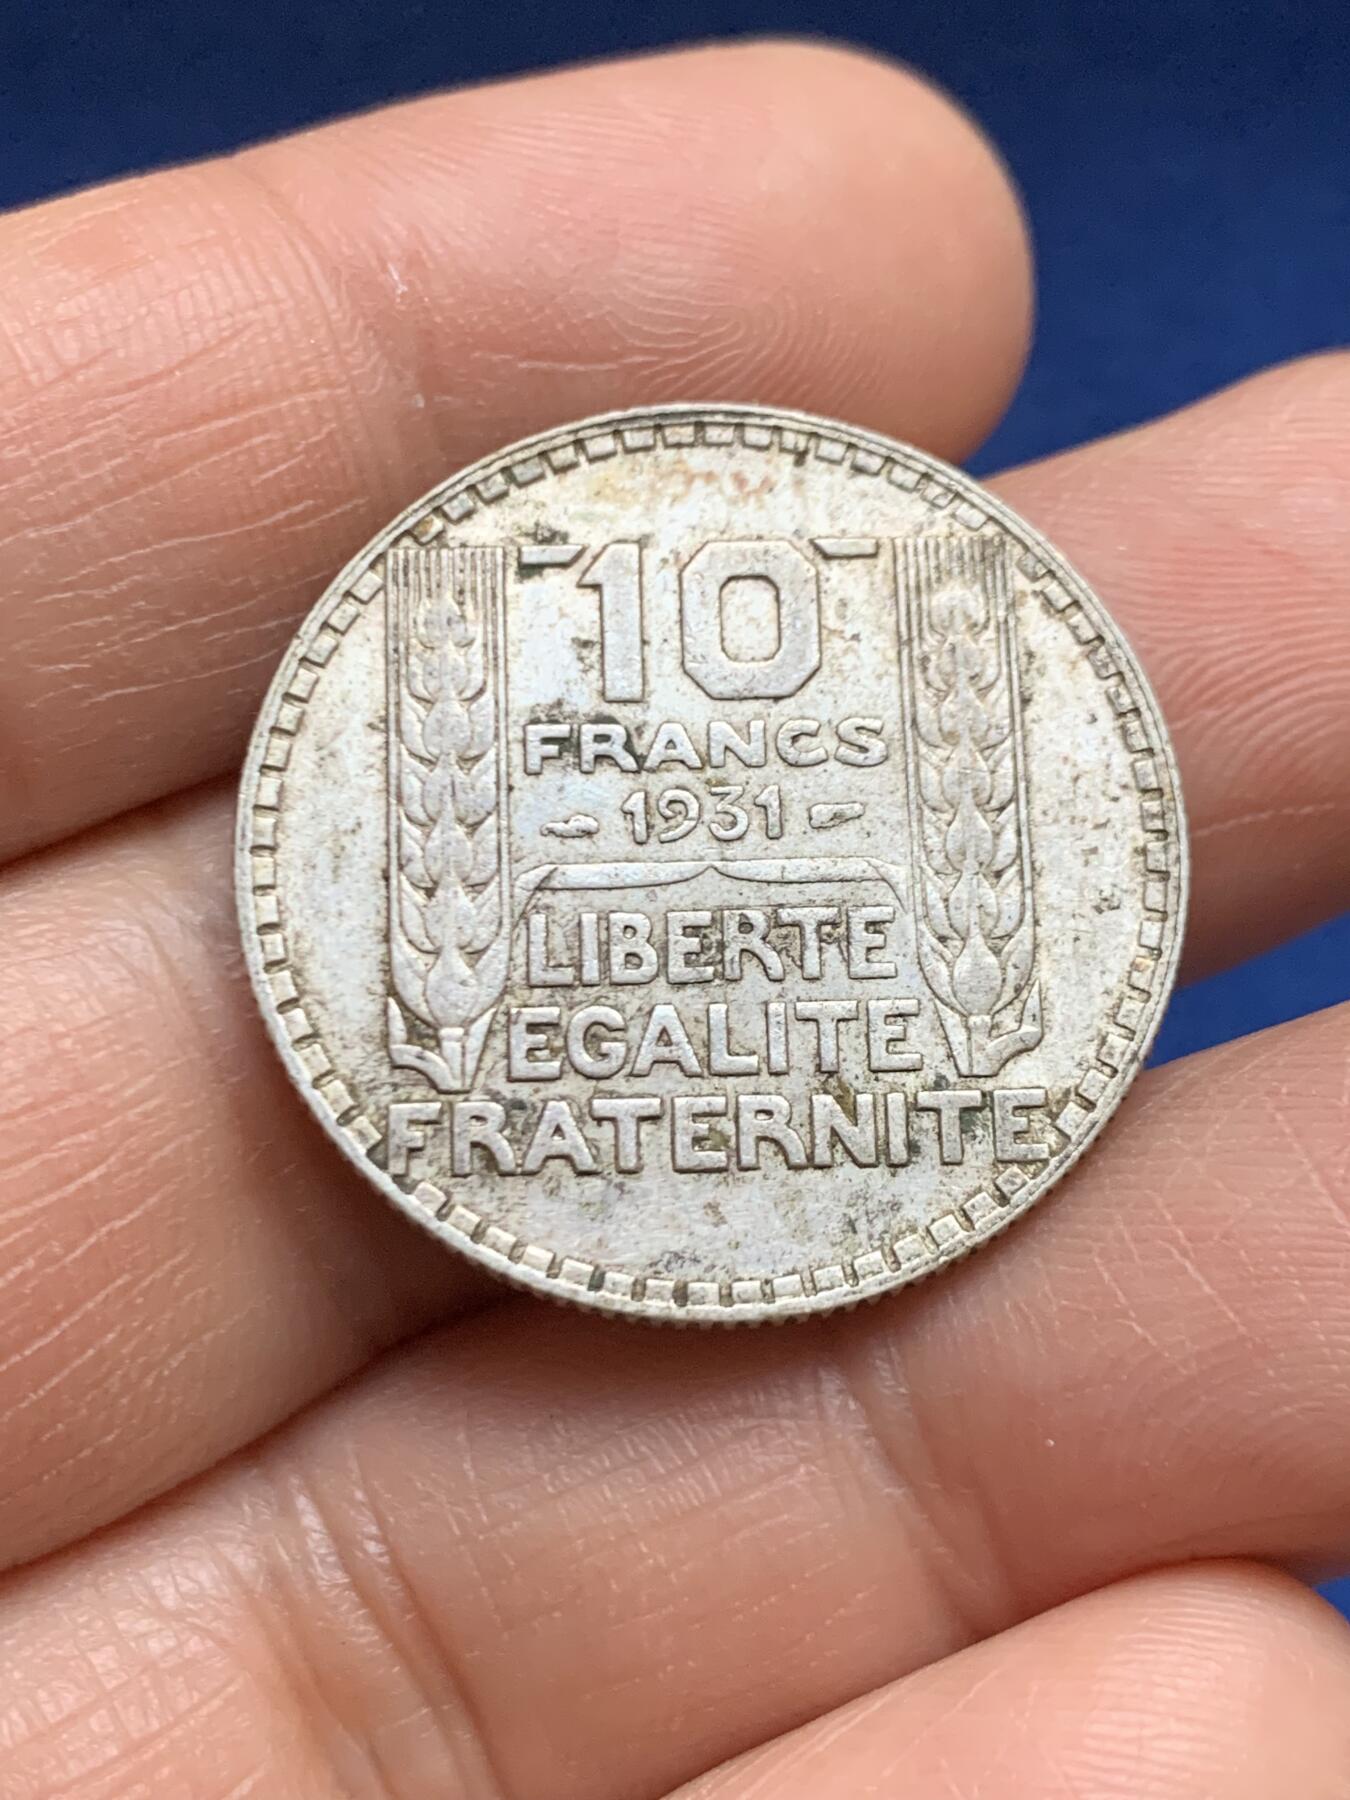 10
FRANCS
1931
LIBERTE
EGALITE
FRATERNITE